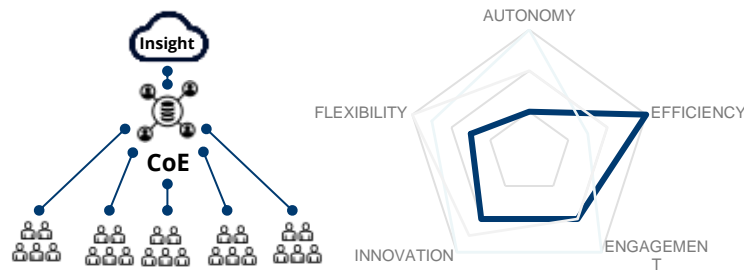 Insight
CoE
AUTONOMY
FLEXIBILITY
EFFICIENCY
INNOVATION
ENGAGEMEN
T